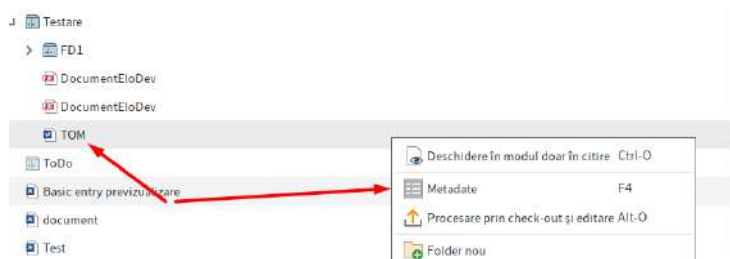 Testare
FD1
DocumentEloDev
DocumentEloDev
TOM
ToDo
Basic entry previzualizare
document
Test
Deschidere în modul doar în citire Ctrl-O
Metadate F4
Procesare prin check-out și editare Alt-O
Folder nou